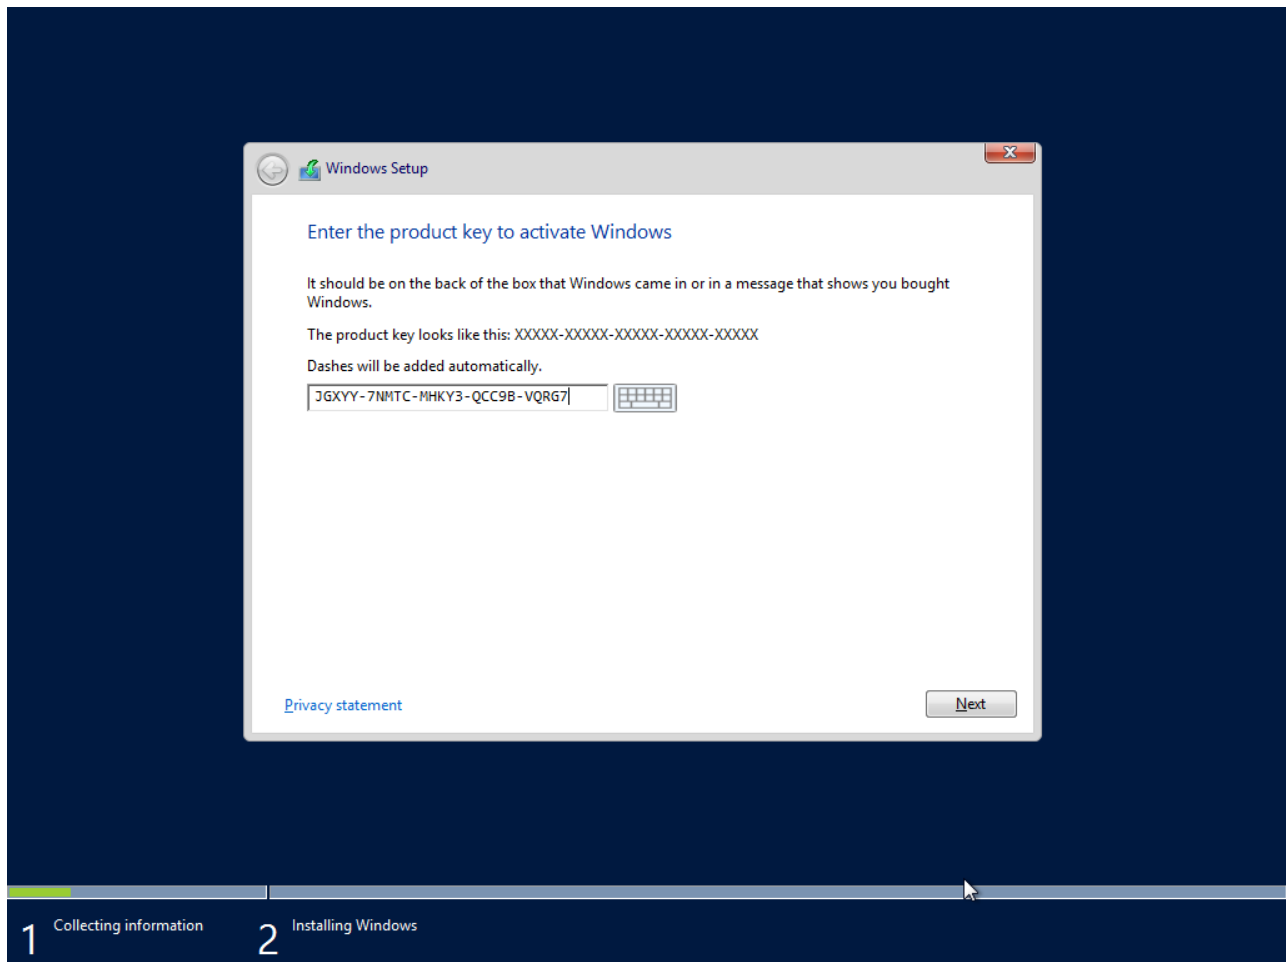 Windows Setup
Enter the product key to activate Windows
It should be on the back of the box that Windows came in or in a message that shows you bought
Windows.
The product key looks like this: XXXXX-XXXXX-XXXXX-XXXXX-XXXXX
Dashes will be added automatically.
JGXYY-7NMTC-MHKY3-QCC9B-VQRG7
Privacy statement
Next
1 Collecting information
2 Installing Windows